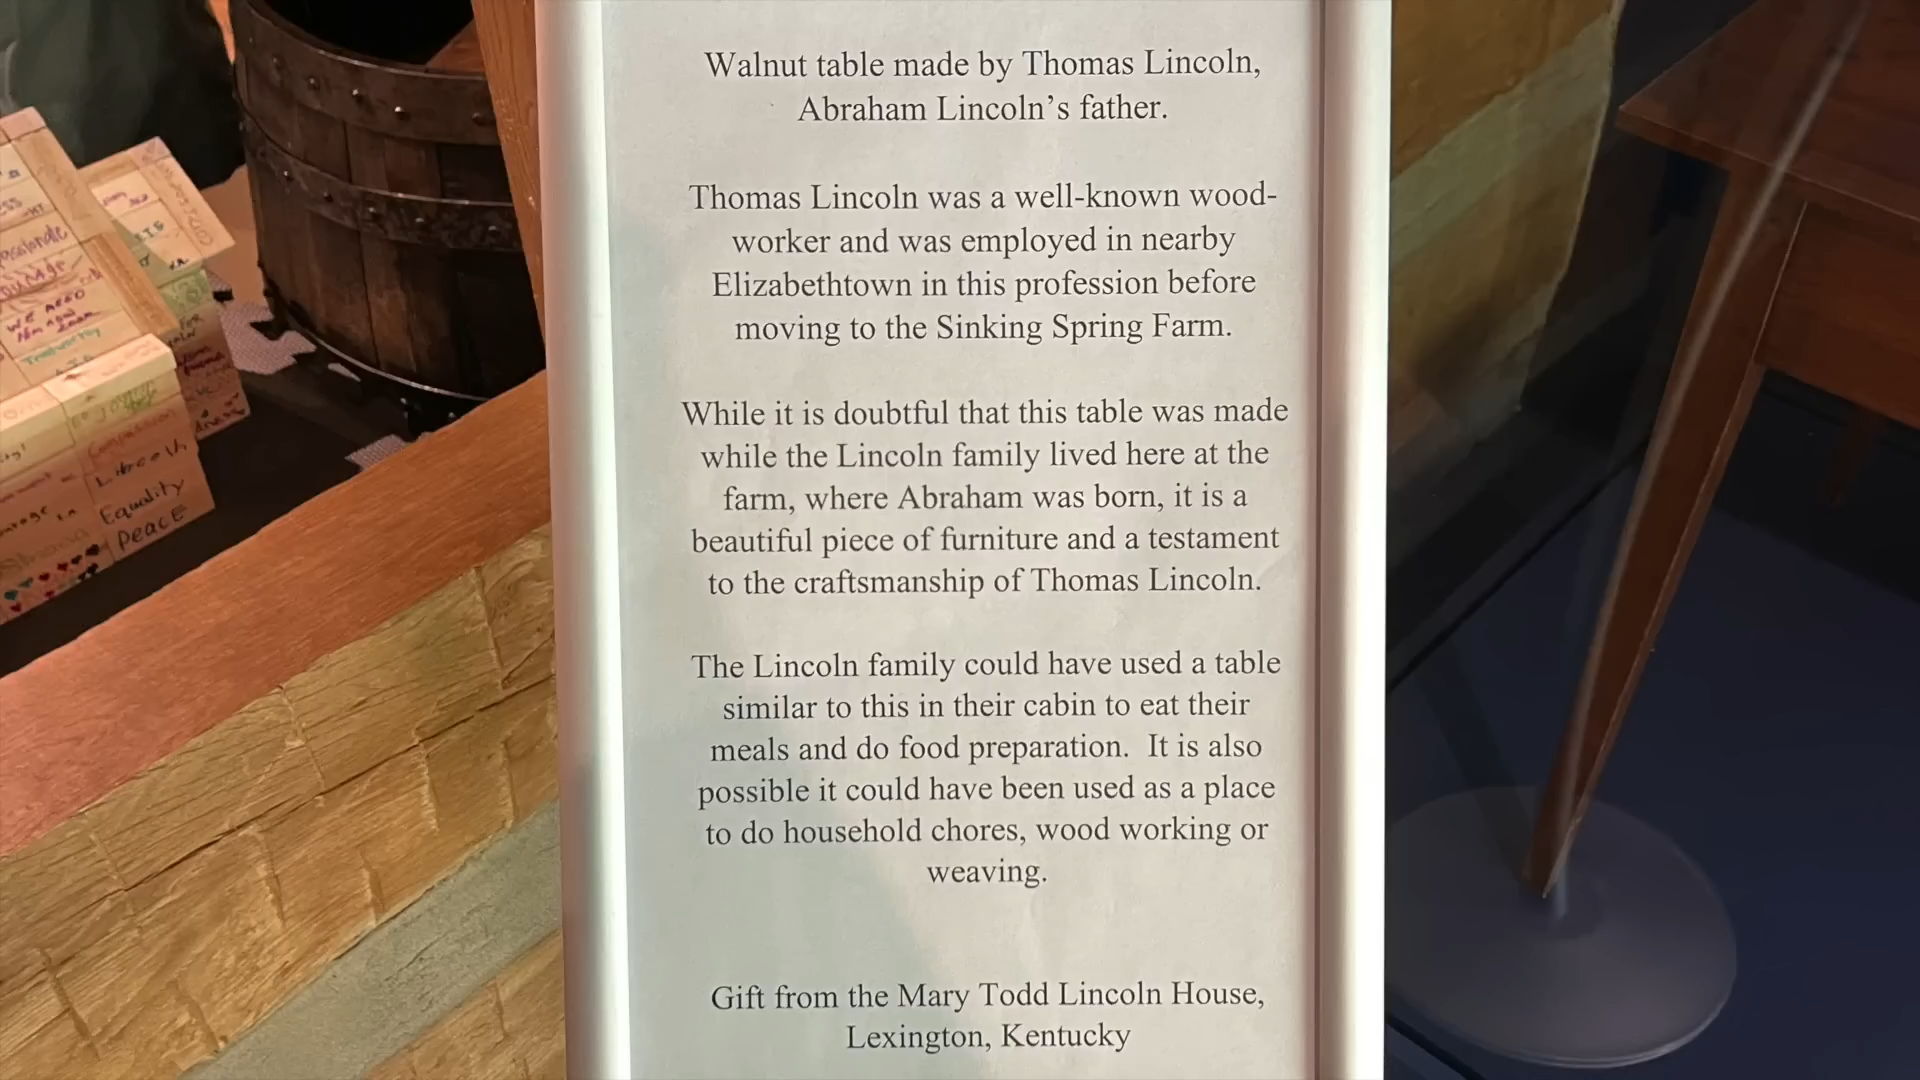 Walnut table made by Thomas Lincoln,
Abraham Lincoln's father.
Thomas Lincoln was a well-known wood-
worker and was employed in nearby
Elizabethtown in this profession before
moving to the Sinking Spring Farm.
While it is doubtful that this table was made
while the Lincoln family lived here at the
farm, where Abraham was born, it is a
beautiful piece of furniture and a testament
to the craftsmanship of Thomas Lincoln.
The Lincoln family could have used a table
similar to this in their cabin to eat their
meals and do food preparation.  It is also
possible it could have been used as a place
to do household chores, wood working or
weaving.
Gift from the Mary Todd Lincoln House,
Lexington, Kentucky
WE NEED
Compassion
Equality
Peace